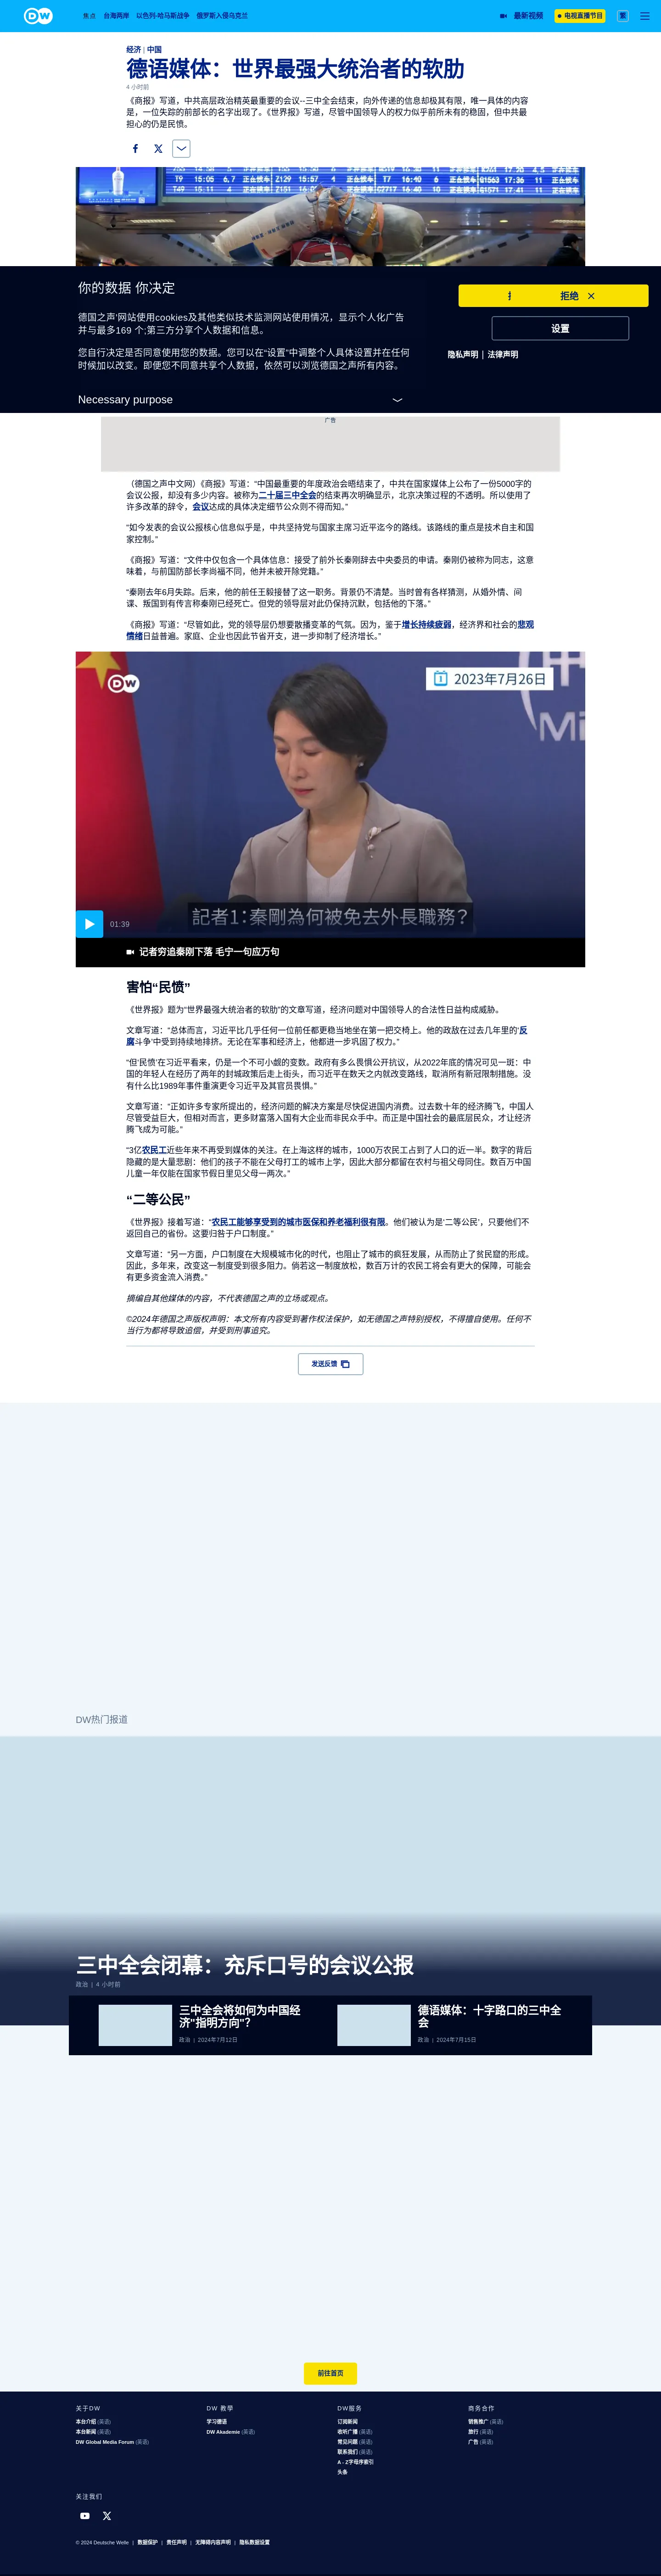 DW
焦点 台海两岸 以色列-哈马斯战争 俄罗斯入侵乌克兰 最新视频 电视直播节目 繁
经济 | 中国
德语媒体：世界最强大统治者的软肋
4 小时前
《商报》写道，中共高层政治精英最重要的会议--三中全会结束，向外传递的信息却极其有限，唯一具体的内容
是，一位失踪的前部长的名字出现了。《世界报》写道，尽管中国领导人的权力似乎前所未有的稳固，但中共最
担心的仍是民愤。
你的数据 你决定
德国之声'网站使用cookies及其他类似技术监测网站使用情况，显示个人化广告
并与最多169 个;第三方分享个人数据和信息。
您自行决定是否同意使用您的数据。您可以在“设置”中调整个人具体设置并在任何
时候加以改变。即便您不同意共享个人数据，依然可以浏览德国之声所有内容。
Necessary purpose
拒绝
设置
隐私声明 | 法律声明
广告
（德国之声中文网）《商报》写道：“中国最重要的年度政治会晤结束了，中共在国家媒体上公布了一份5000字的
会议公报，却没有多少内容。被称为二十届三中全会的结束再次明确显示，北京决策过程的不透明。所以使用了
许多改革的辞令，会议达成的具体决定细节公众则不得而知。”
“如今发表的会议公报核心信息似乎是，中共坚持党与国家主席习近平迄今的路线。该路线的重点是技术自主和国
家控制。”
《商报》写道：“文件中仅包含一个具体信息：接受了前外长秦刚辞去中央委员的申请。秦刚仍被称为同志，这意
味着，与前国防部长李尚福不同，他并未被开除党籍。”
“秦刚去年6月失踪。后来，他的前任王毅接替了这一职务。背景仍不清楚。当时曾有各样猜测，从婚外情、间
谍、叛国到有传言称秦刚已经死亡。但党的领导层对此仍保持沉默，包括他的下落。”
《商报》写道：“尽管如此，党的领导层仍想要散播变革的气氛。因为，鉴于增长持续疲弱，经济界和社会的悲观
情绪日益普遍。家庭、企业也因此节省开支，进一步抑制了经济增长。”
DW
2023年7月26日
記者1：秦剛為何被免去外長職務？
01:39
记者穷追秦刚下落 毛宁一句应万句
害怕“民愤”
《世界报》题为“世界最强大统治者的软肋”的文章写道，经济问题对中国领导人的合法性日益构成威胁。
文章写道：“总体而言，习近平比几乎任何一位前任都更稳当地坐在第一把交椅上。他的政敌在过去几年里的‘反
腐斗争’中受到持续地排挤。无论在军事和经济上，他都进一步巩固了权力。”
“但‘民愤’在习近平看来，仍是一个不可小觑的变数。政府有多么畏惧公开抗议，从2022年底的情况可见一斑：中
国的年轻人在经历了两年的封城政策后走上街头，而习近平在数天之内就改变路线，取消所有新冠限制措施。没
有什么比1989年事件重演更令习近平及其官员畏惧。”
文章写道：“正如许多专家所提出的，经济问题的解决方案是尽快促进国内消费。过去数十年的经济腾飞，中国人
尽管受益巨大，但相对而言，更多财富落入国有大企业而非民众手中。而正是中国社会的最底层民众，才让经济
腾飞成为可能。”
“3亿农民工近些年来不再受到媒体的关注。在上海这样的城市，1000万农民工占到了人口的近一半。数字的背后
隐藏的是大量悲剧：他们的孩子不能在父母打工的城市上学，因此大部分都留在农村与祖父母同住。数百万中国
儿童一年仅能在国家节假日里见父母一两次。”
“二等公民”
《世界报》接着写道：“农民工能够享受到的城市医保和养老福利很有限。他们被认为是‘二等公民’，只要他们不
返回自己的省份。这要归咎于户口制度。”
文章写道：“另一方面，户口制度在大规模城市化的时代，也阻止了城市的疯狂发展，从而防止了贫民窟的形成。
因此，多年来，改变这一制度受到很多阻力。倘若这一制度放松，数百万计的农民工将会有更大的保障，可能会
有更多资金流入消费。”
摘编自其他媒体的内容，不代表德国之声的立场或观点。
©2024年德国之声版权声明：本文所有内容受到著作权法保护，如无德国之声特别授权，不得擅自使用。任何不
当行为都将导致追偿，并受到刑事追究。
发送反馈
DW热门报道
三中全会闭幕：充斥口号的会议公报
政治 | 4 小时前
三中全会将如何为中国经
济"指明方向"？
政治 | 2024年7月12日
德语媒体：十字路口的三中全
会
政治 | 2024年7月15日
前往首页
关于DW
本台介绍 (英语)
本台新闻 (英语)
DW Global Media Forum (英语)
DW 教學
学习德语
DW Akademie (英语)
DW服务
订阅新闻
收听广播 (英语)
常见问题 (英语)
联系我们 (英语)
A - Z字母序索引
头条
商务合作
销售推广 (英语)
旅行 (英语)
广告 (英语)
关注我们
© 2024 Deutsche Welle | 数据保护 | 责任声明 | 无障碍内容声明 | 隐私数据设置